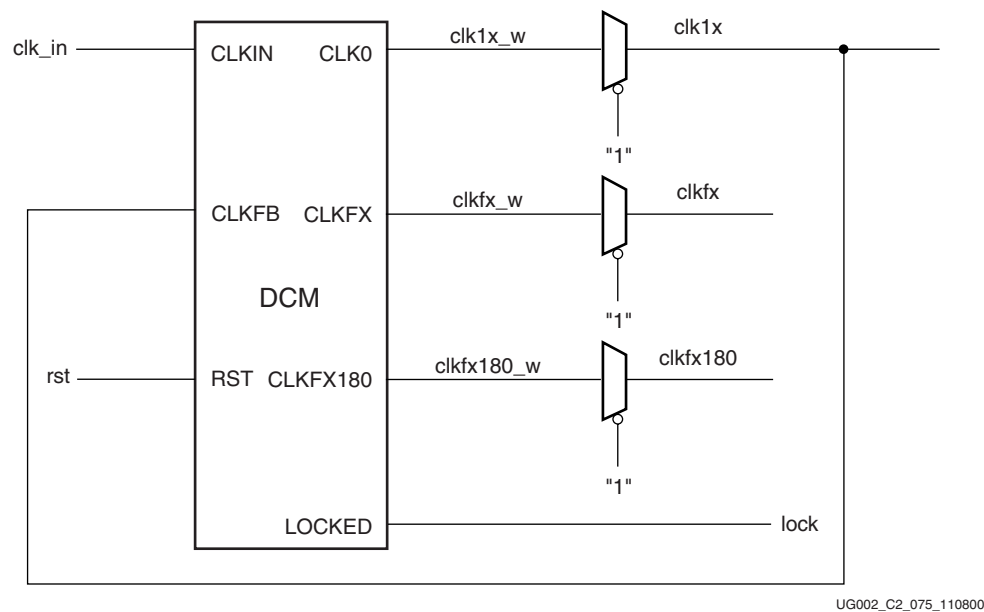 clk_in
CLKIN
CLK0
clk1x_w
clk1x
"1"
CLKFB
CLKFX
clkfx_w
clkfx
"1"
DCM
rst
RST
CLKFX180
clkfx180_w
clkfx180
"1"
LOCKED
lock
UG002_C2_075_110800